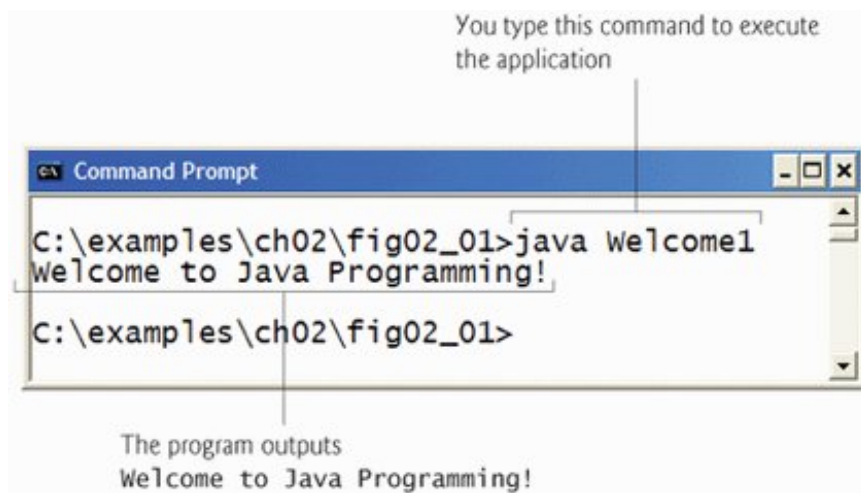 You type this command to execute
the application
Command Prompt
C:\examples\ch02\fig02_01>java Welcome1
Welcome to Java Programming!
C:\examples\ch02\fig02_01>
The program outputs
Welcome to Java Programming!